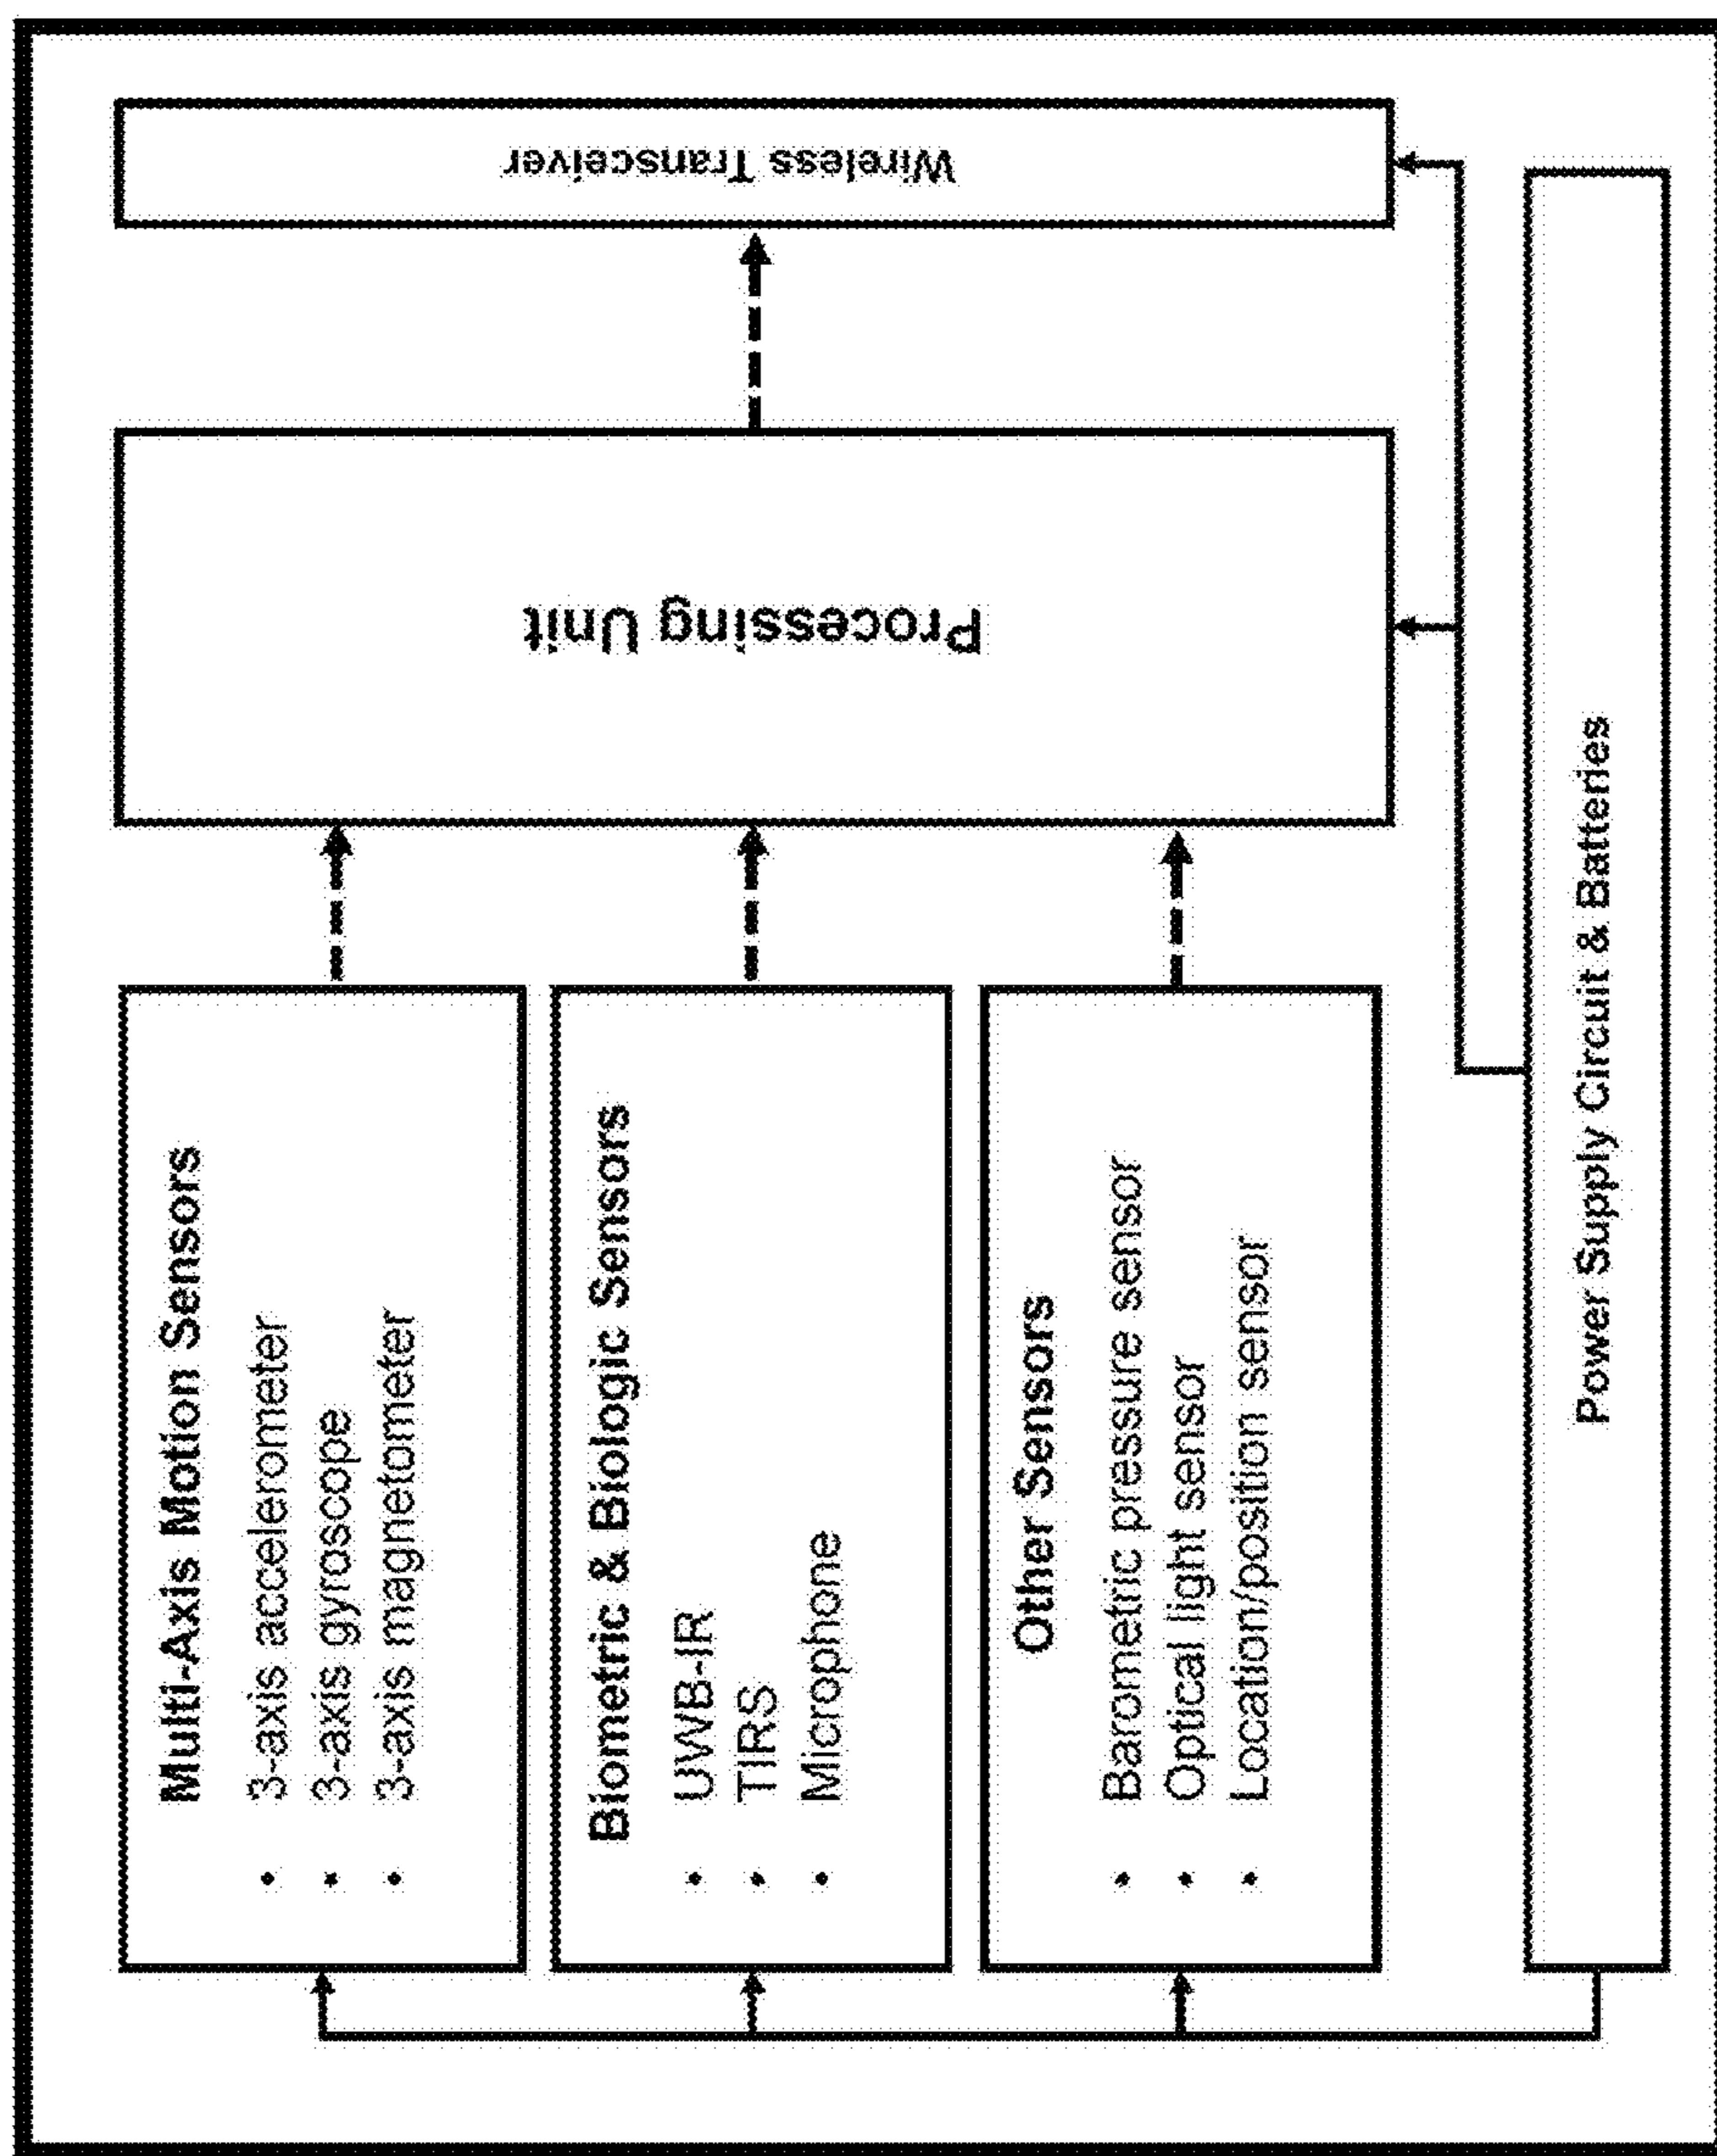 Multi-Axis Motion Sensors
• 3-axis accelerometer
• 3-axis gyroscope
• 3-axis magnetometer
Biometric & Biologic Sensors
• UWB-IR
• TIRS
• Microphone
Other Sensors
• Barometric pressure sensor
• Optical light sensor
• Location/position sensor
Processing Unit
Wireless Transceiver
Power Supply Circuit & Batteries